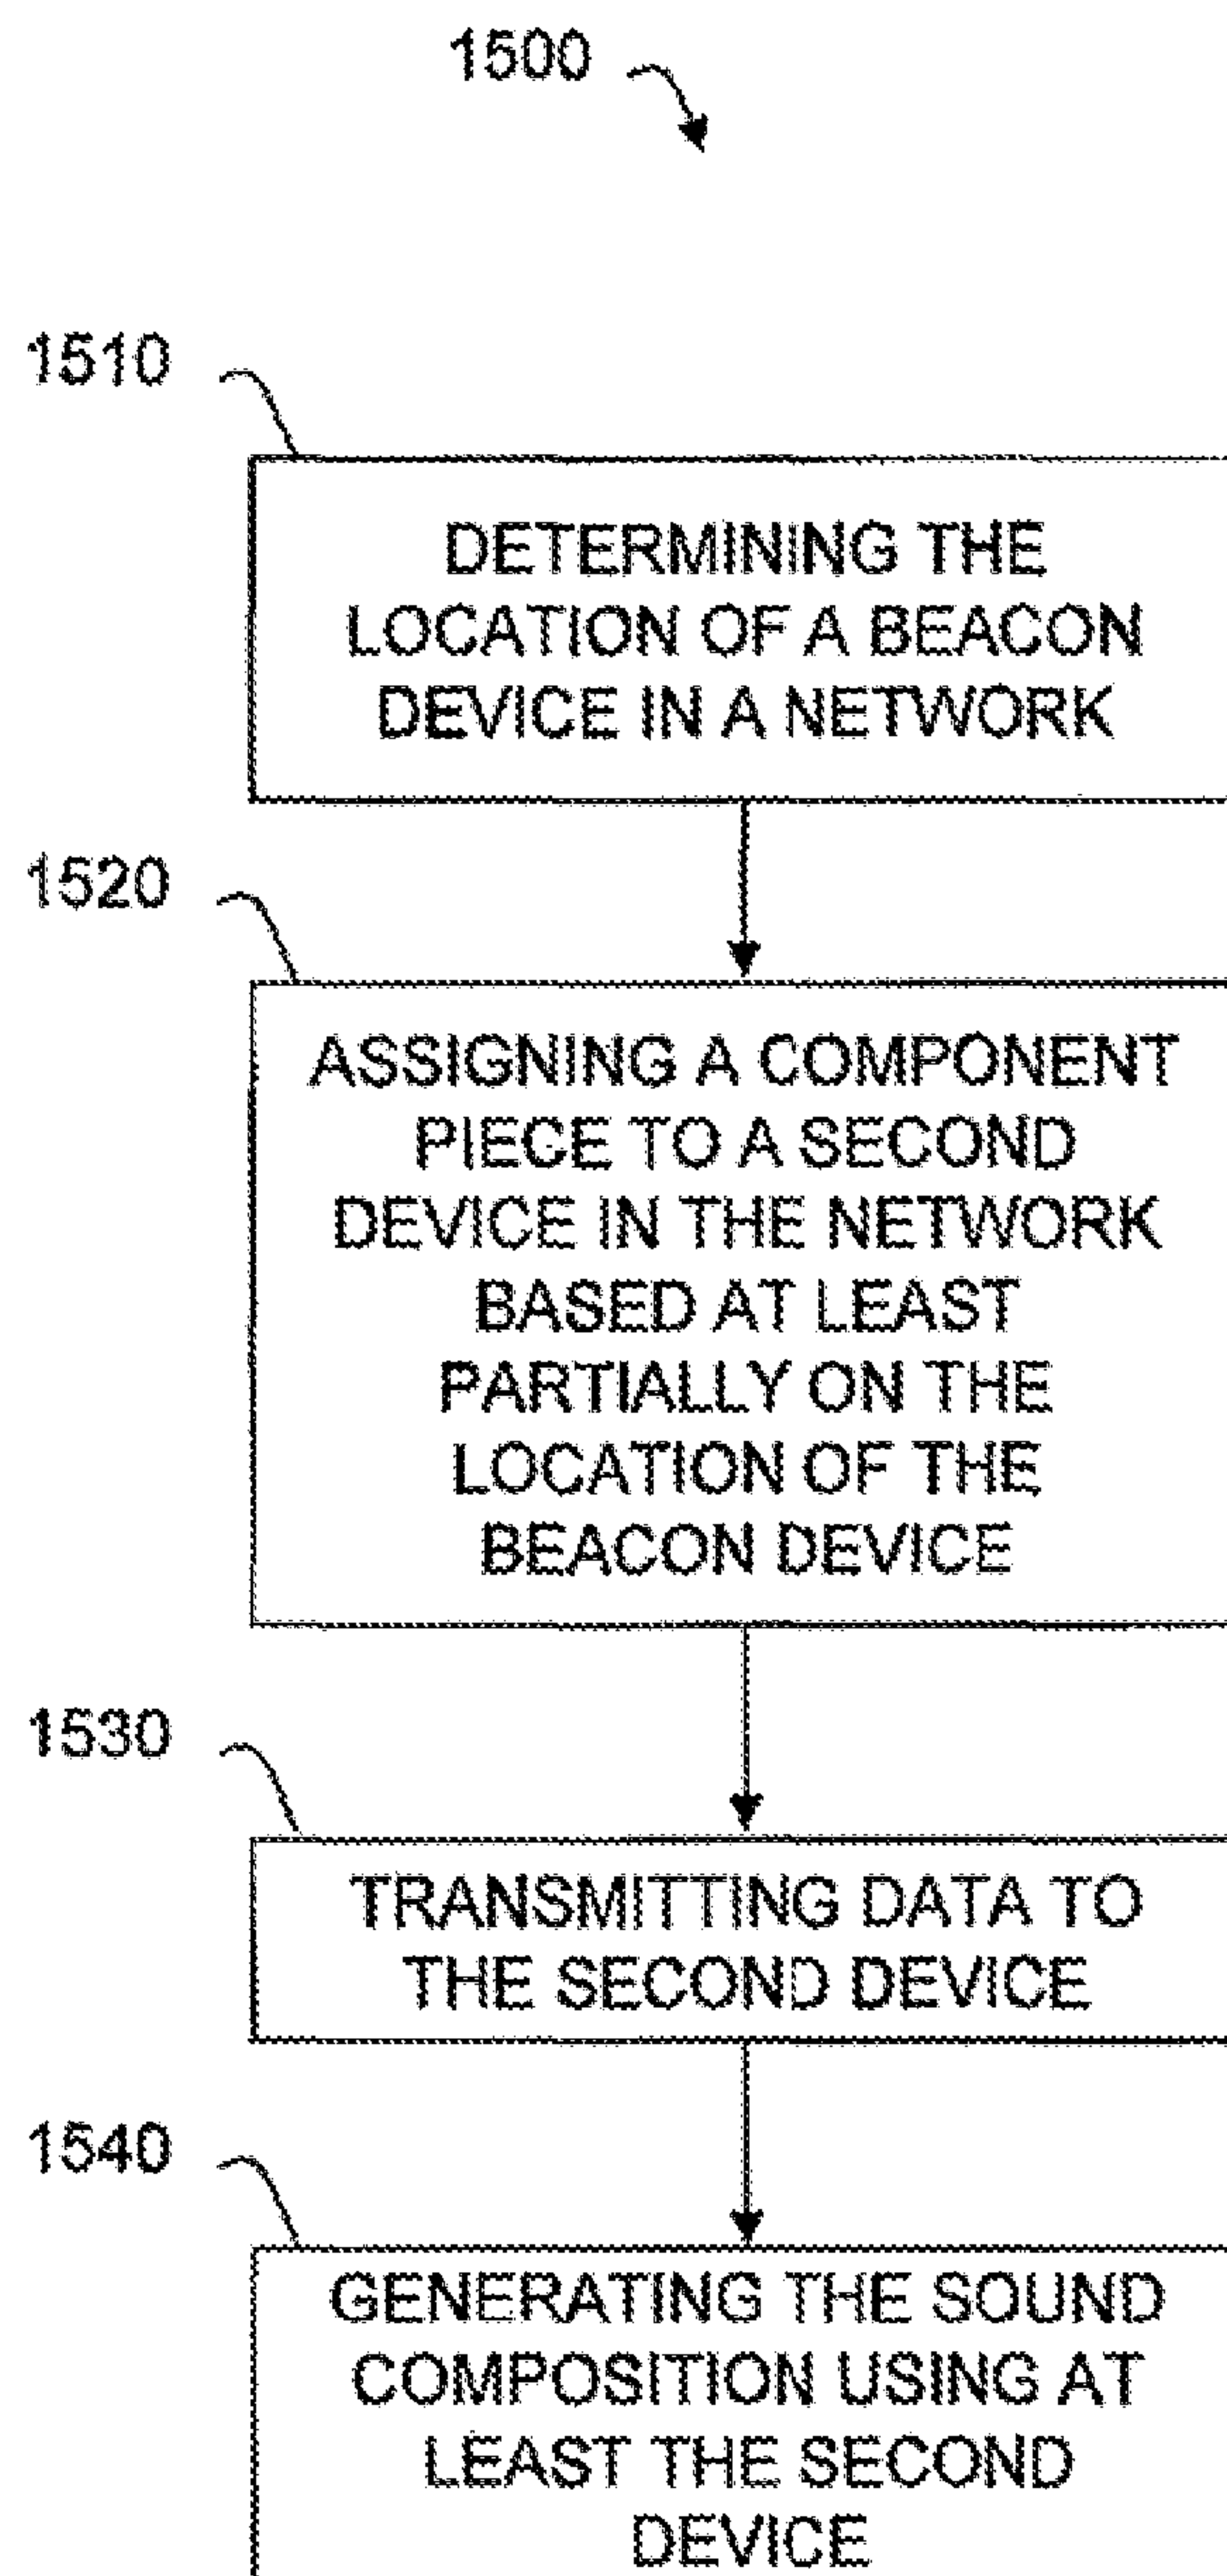 1500
1510
DETERMINING THE
LOCATION OF A BEACON
DEVICE IN A NETWORK
1520
ASSIGNING A COMPONENT
PIECE TO A SECOND
DEVICE IN THE NETWORK
BASED AT LEAST
PARTIALLY ON THE
LOCATION OF THE
BEACON DEVICE
1530
TRANSMITTING DATA TO
THE SECOND DEVICE
1540
GENERATING THE SOUND
COMPOSITION USING AT
LEAST THE SECOND
DEVICE